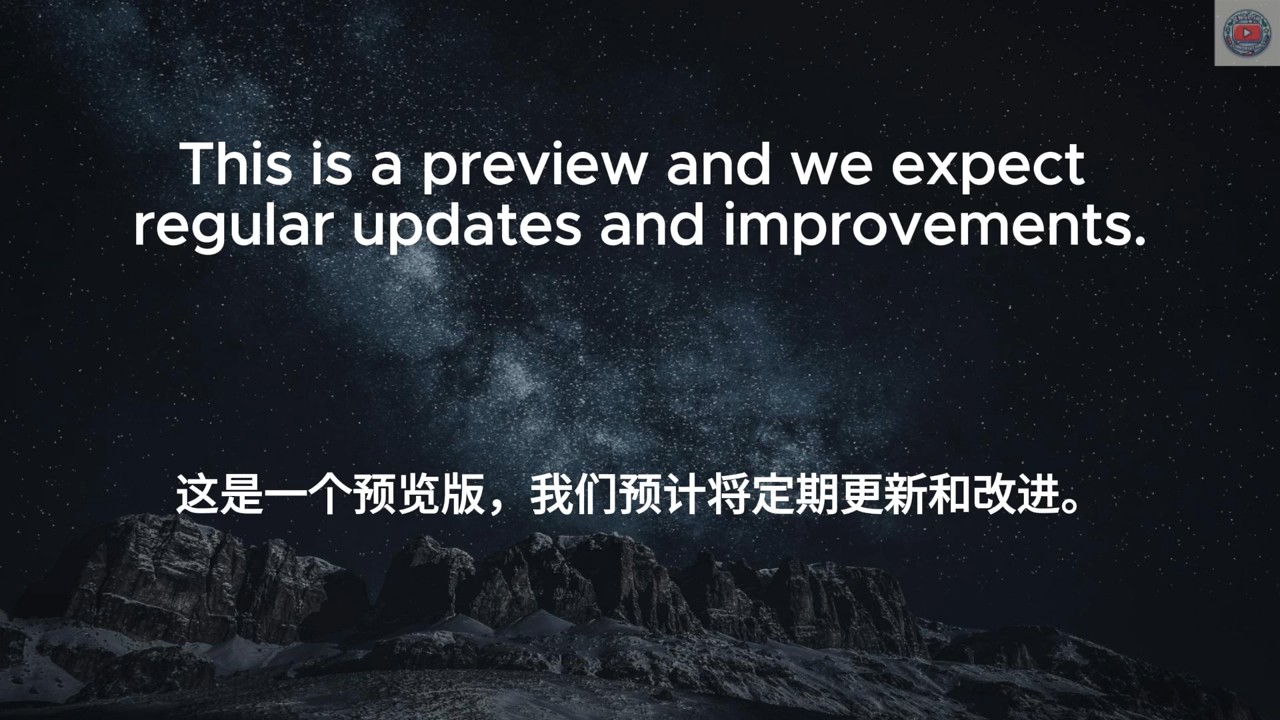 This is a preview and we expect
regular updates and improvements.
这是一个预览版，我们预计将定期更新和改进。